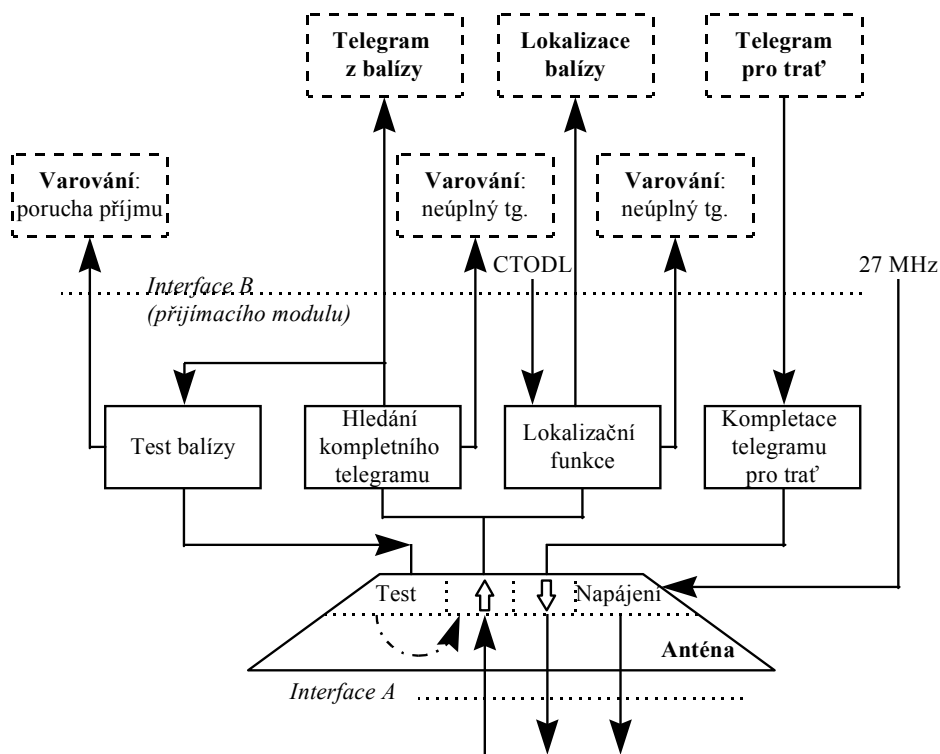 Telegram
z balízy
Lokalizace
balízy
Telegram
pro trať
Varování:
porucha příjmu
Varování:
neúplný tg.
Varování:
neúplný tg.
CTODL
27 MHz
Interface B
(přijímacího modulu)
Test balízy
Hledání
kompletního
telegramu
Lokalizační
funkce
Kompletace
telegramu
pro trať
Test
Napájení
Anténa
Interface A